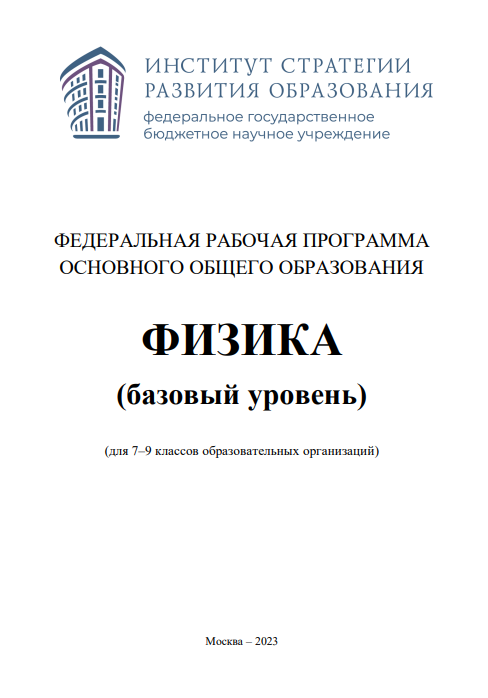 ИНСТИТУТ СТРАТЕГИИ
РАЗВИТИЯ ОБРАЗОВАНИЯ
федеральное государственное
бюджетное научное учреждение
ФЕДЕРАЛЬНАЯ РАБОЧАЯ ПРОГРАММА
ОСНОВНОГО ОБЩЕГО ОБРАЗОВАНИЯ
ФИЗИКА
(базовый уровень)
(для 7–9 классов образовательных организаций)
Москва – 2023